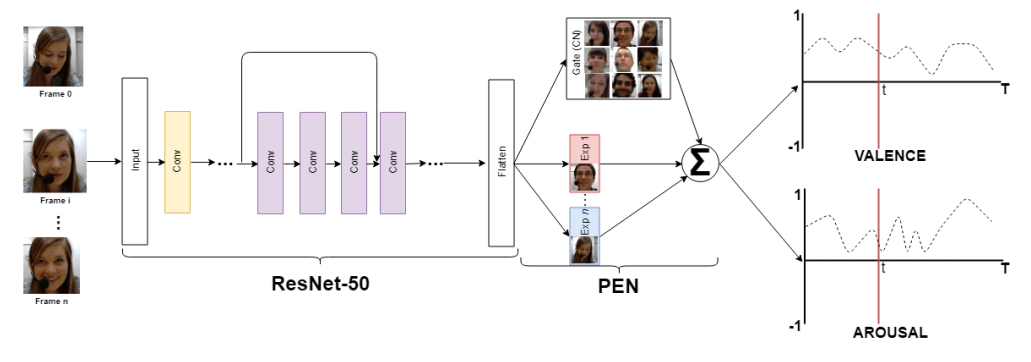 Frame 0
Frame i
Frame n
Input
Conv
Conv
Conv
Conv
Conv
Flatten
ResNet-50
Gate (CN)
Exp 1
Exp n
PEN
Σ
1
-1
t
T
VALENCE
1
-1
t
T
AROUSAL